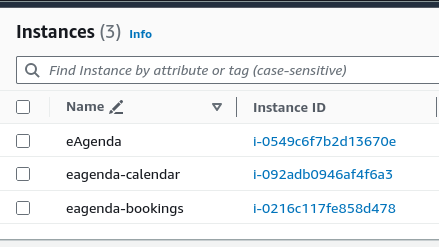 Instances (3) Info
Find Instance by attribute or tag (case-sensitive)
Name Instance ID
eAgenda i-0549c6f7b2d13670e
eagenda-calendar i-092adb0946af4f6a3
eagenda-bookings i-0216c117fe858d478